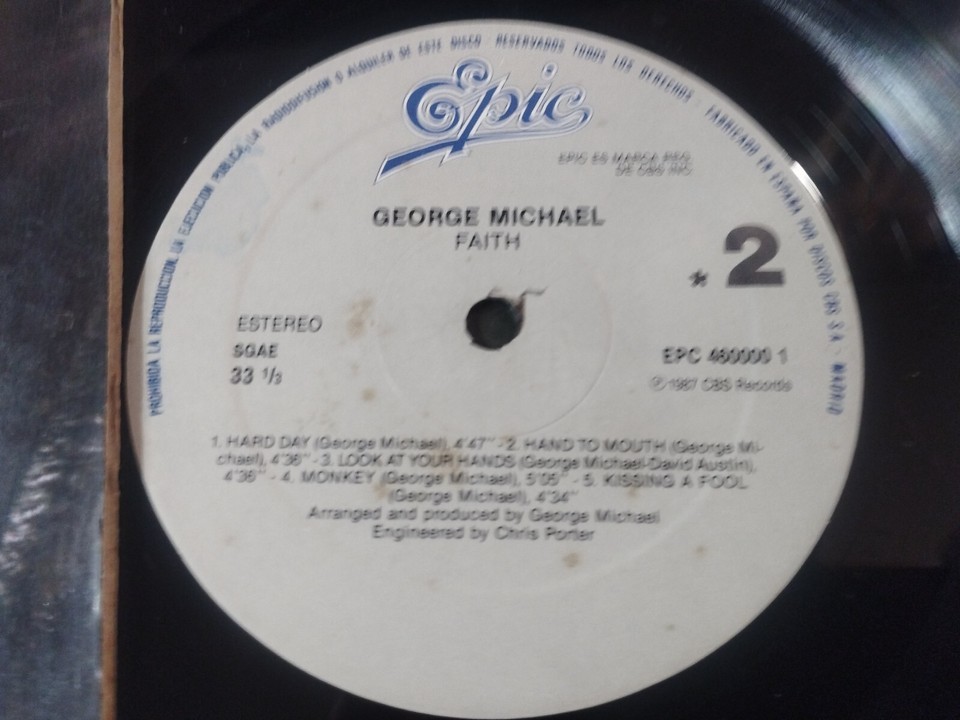 PROHIBIDA LA REPRODUCCION, LA EJECUCION PUBLICA, LA RADIODIFUSION O ALQUILER DE ESTE DISCO · RESERVADOS TODOS LOS DERECHOS · FABRICADO EN ESPAÑA POR DISCOS CBS S.A. - MADRID
Epic
EPIC ES MARCA REG.
DE CBS INC.
GEORGE MICHAEL
FAITH
* 2
ESTEREO
SGAE
33 1/3
EPC 460000 1
Ⓟ 1987 CBS Records
1. HARD DAY (George Michael), 4'47" - 2. HAND TO MOUTH (George Mi-
chael), 4'36" - 3. LOOK AT YOUR HANDS (George Michael-David Austin),
4'36" - 4. MONKEY (George Michael), 5'05" - 5. KISSING A FOOL
(George Michael), 4'34"
Arranged and produced by George Michael
Engineered by Chris Porter